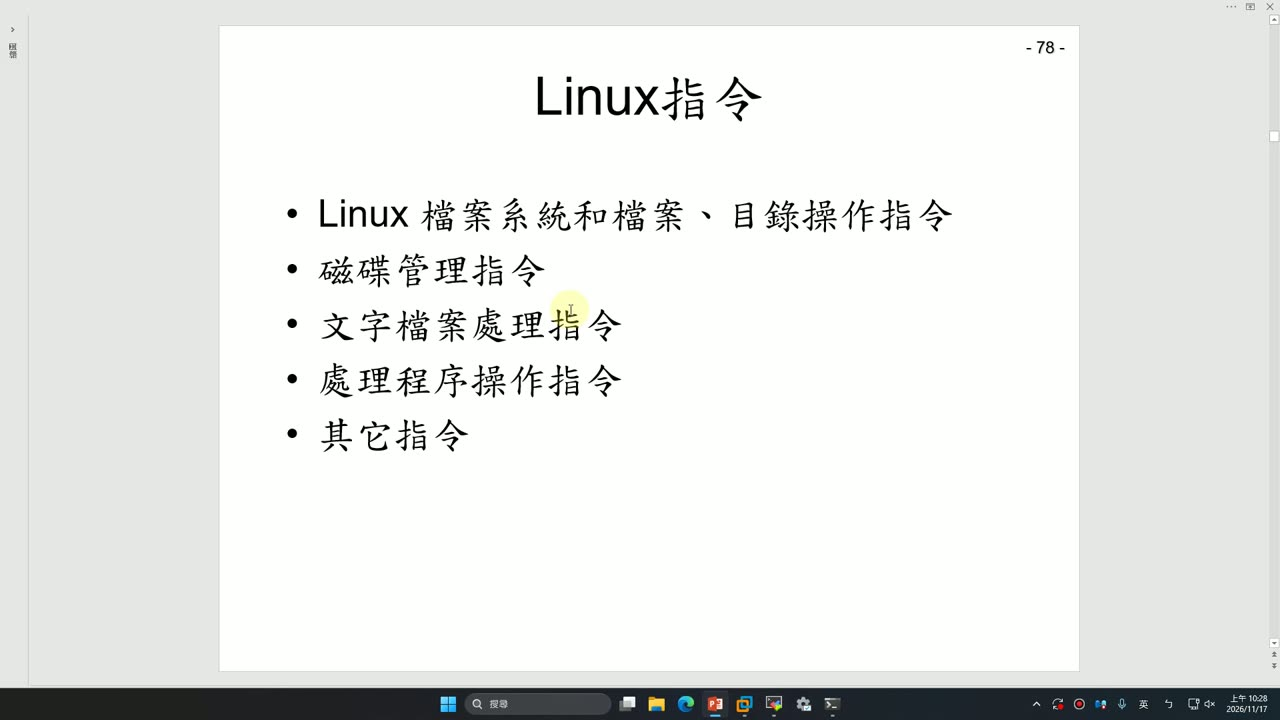 - 78 -
Linux指令
• Linux 檔案系統和檔案、目錄操作指令
• 磁碟管理指令
• 文字檔案處理指令
• 處理程序操作指令
• 其它指令
搜尋
英
ㄅ
上午 10:28
2026/11/17